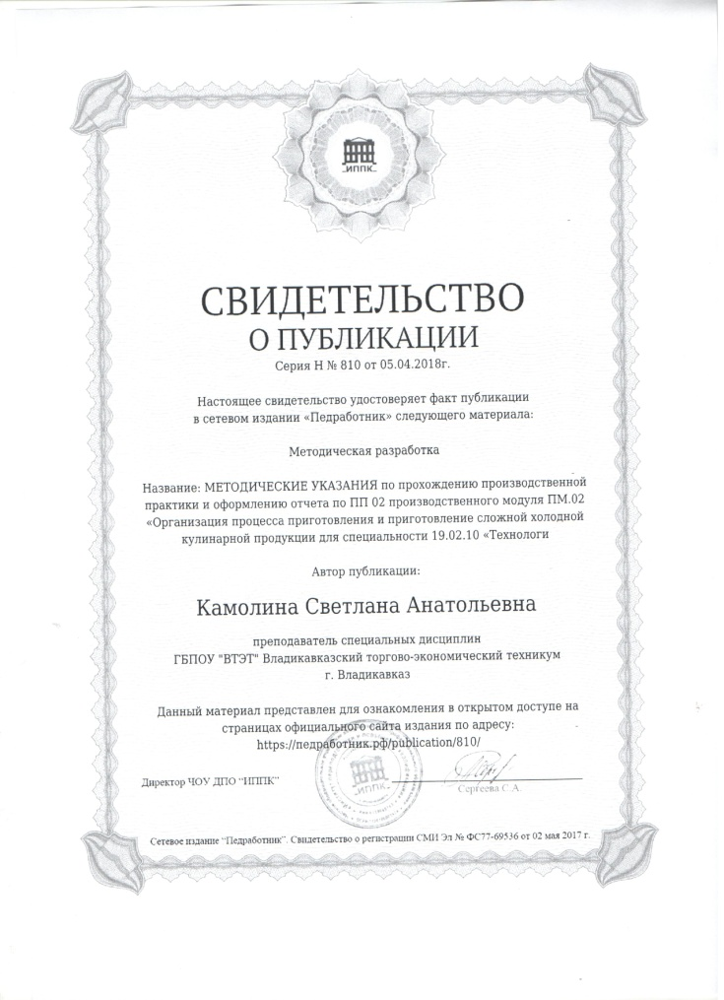 _ИППК_
СВИДЕТЕЛЬСТВО
О ПУБЛИКАЦИИ
Серия Н № 810 от 05.04.2018г.
Настоящее свидетельство удостоверяет факт публикации
в сетевом издании «Педработник» следующего материала:
Методическая разработка
Название: МЕТОДИЧЕСКИЕ УКАЗАНИЯ по прохождению производственной
практики и оформлению отчета по ПП 02 производственного модуля ПМ.02
«Организация процесса приготовления и приготовление сложной холодной
кулинарной продукции для специальности 19.02.10 «Технологи
Автор публикации:
Камолина Светлана Анатольевна
преподаватель специальных дисциплин
ГБПОУ "ВТЭТ" Владикавказский торгово-экономический техникум
г. Владикавказ
Данный материал представлен для ознакомления в открытом доступе на
страницах официального сайта издания по адресу:
https://педработник.рф/publication/810/
_ИППК_
Директор ЧОУ ДПО “ИППК”
Сергеева С.А.
Сетевое издание “Педработник”. Свидетельство о регистрации СМИ Эл № ФС77-69536 от 02 мая 2017 г.